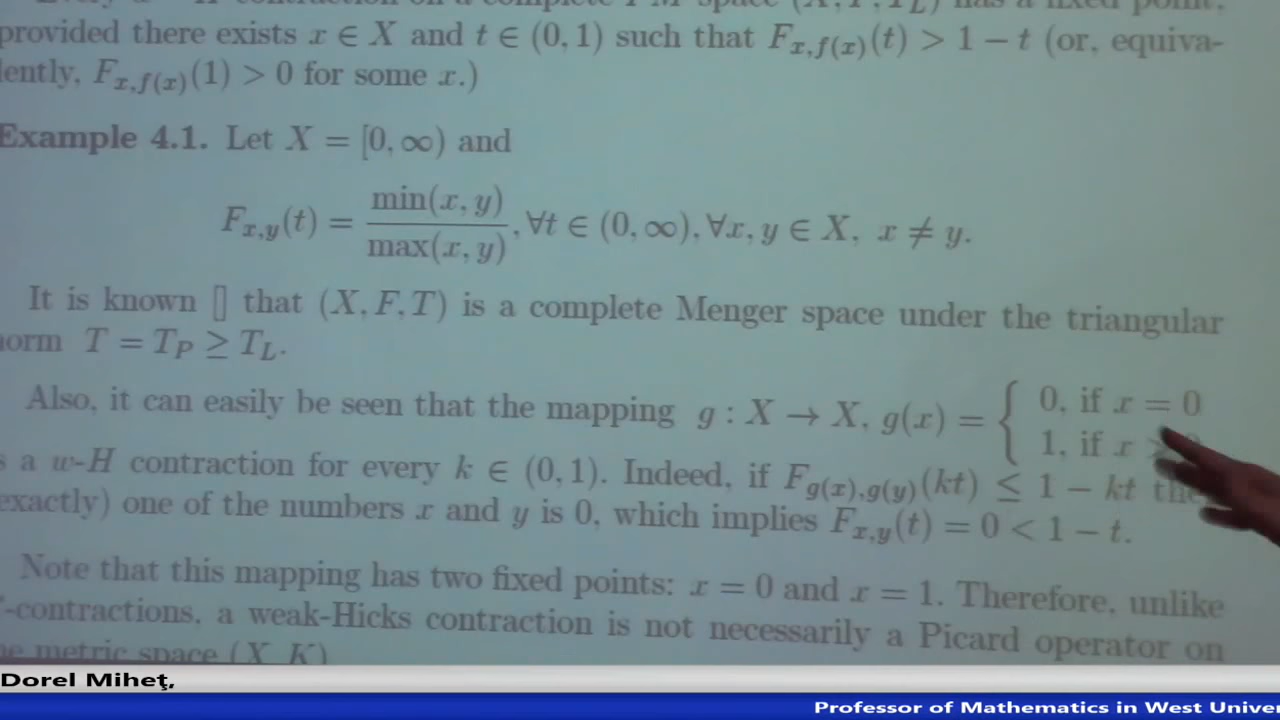 provided there exists x ∈ X and t ∈ (0, 1) such that F_{x,f(x)}(t) > 1 − t (or, equiva-
lently, F_{x,f(x)}(1) > 0 for some x.)
Example 4.1. Let X = [0, ∞) and
F_{x,y}(t) = min(x, y) / max(x, y), ∀t ∈ (0, ∞), ∀x, y ∈ X, x ≠ y.
It is known [] that (X, F, T) is a complete Menger space under the triangular
norm T = T_P ≥ T_L.
Also, it can easily be seen that the mapping g : X → X, g(x) = { 0, if x = 0
1, if x
s a w-H contraction for every k ∈ (0, 1). Indeed, if F_{g(x),g(y)}(kt) ≤ 1 − kt the
exactly) one of the numbers x and y is 0, which implies F_{x,y}(t) = 0 < 1 − t.
Note that this mapping has two fixed points: x = 0 and x = 1. Therefore, unlike
-contractions, a weak-Hicks contraction is not necessarily a Picard operator on
metric space (X, K)
Dorel Miheţ,
Professor of Mathematics in West Univer